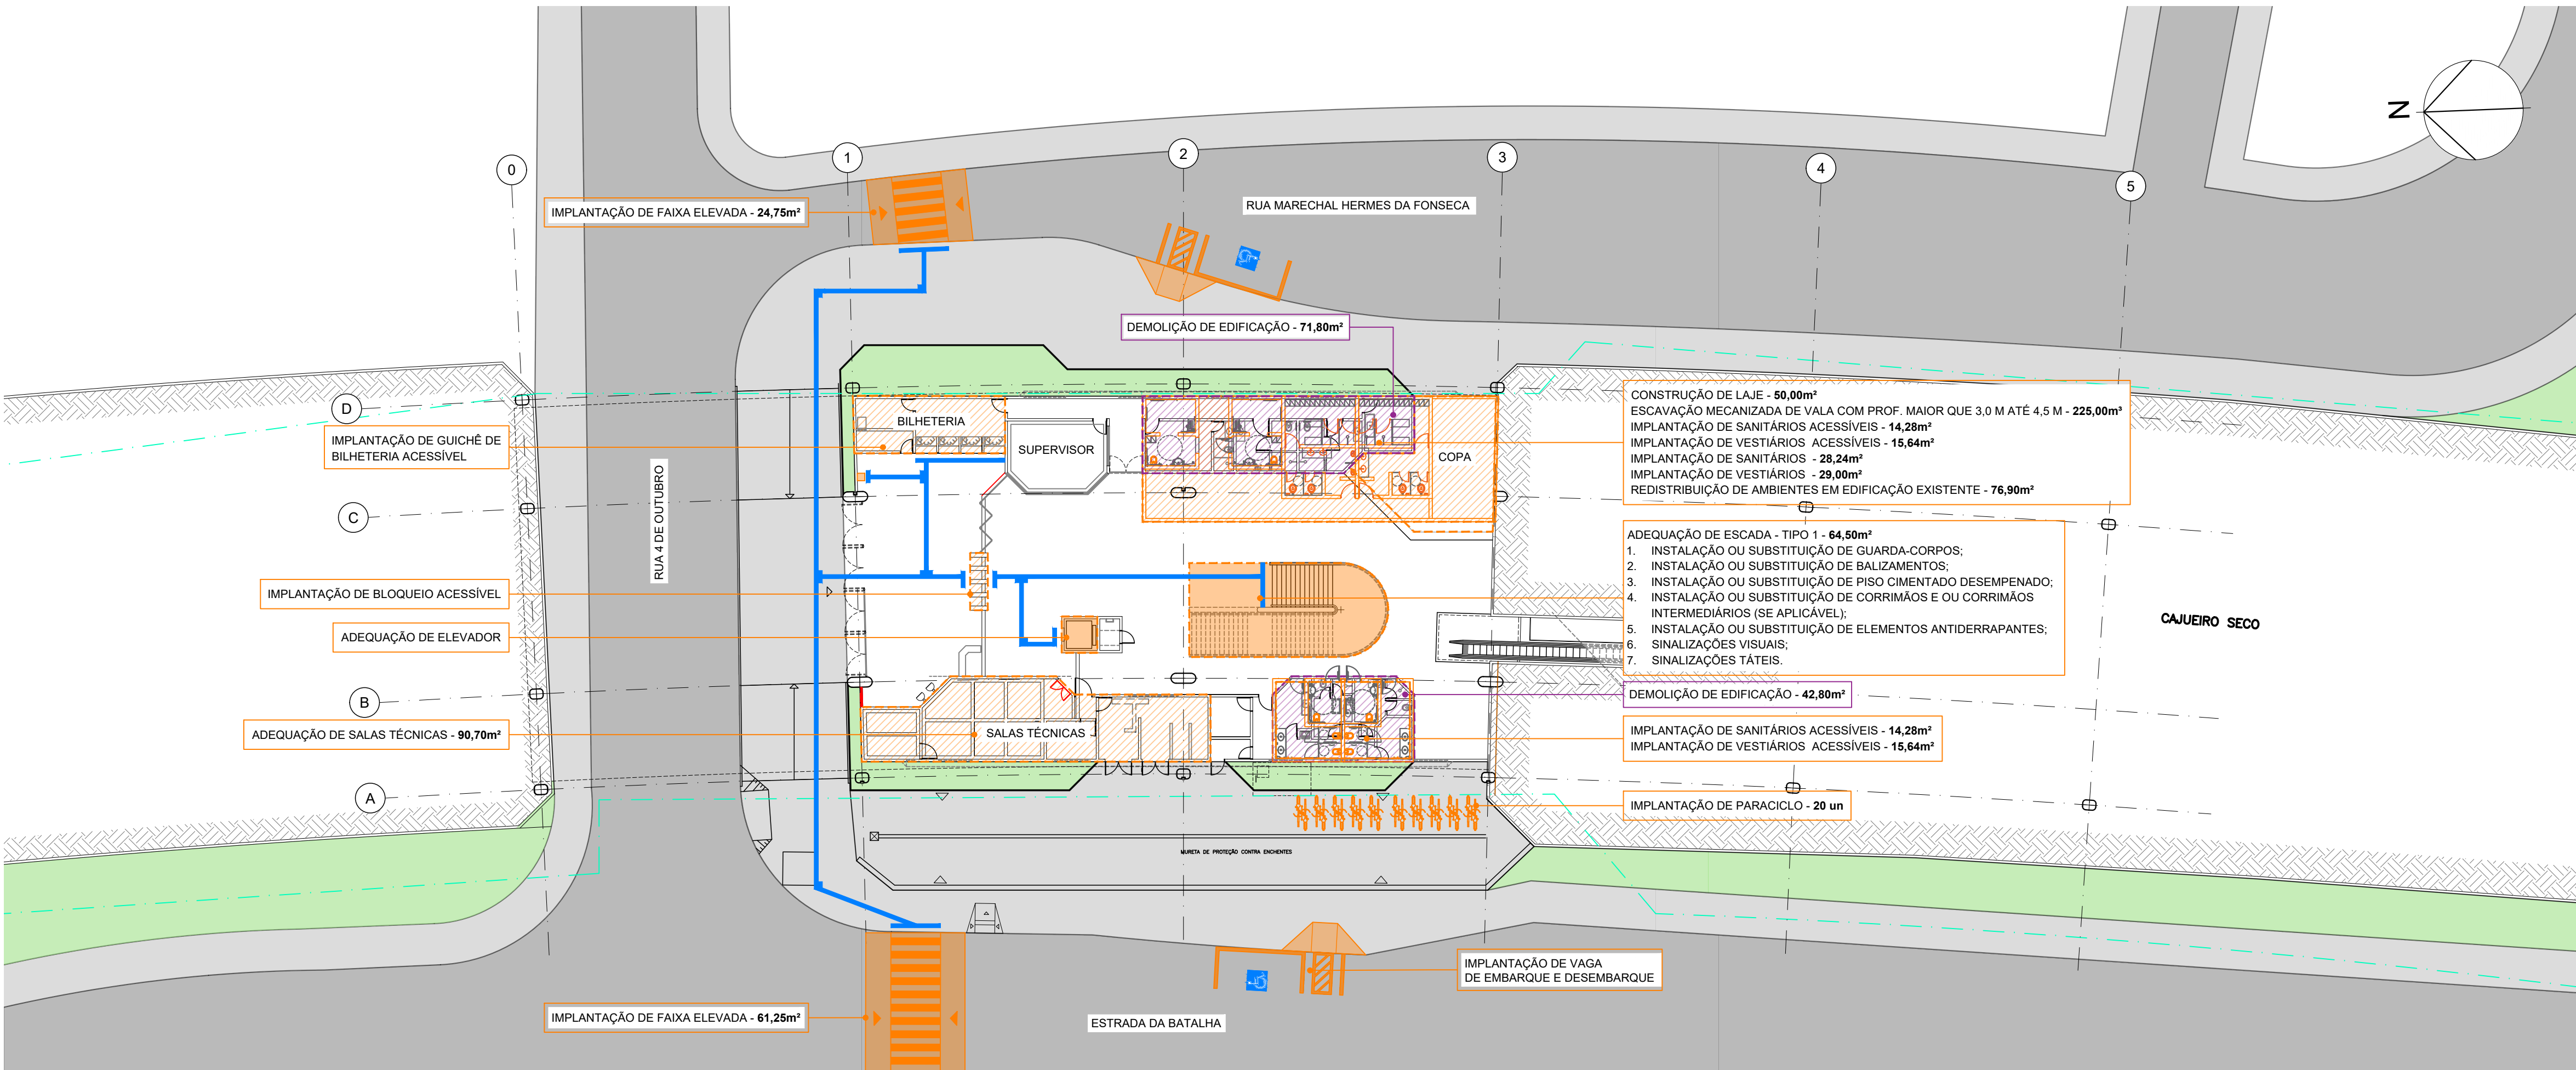 N
0
1
2
3
4
5
IMPLANTAÇÃO DE FAIXA ELEVADA - 24,75m²
RUA MARECHAL HERMES DA FONSECA
DEMOLIÇÃO DE EDIFICAÇÃO - 71,80m²
D
IMPLANTAÇÃO DE GUICHÊ DE
BILHETERIA ACESSÍVEL
BILHETERIA
SUPERVISOR
COPA
CONSTRUÇÃO DE LAJE - 50,00m²
ESCAVAÇÃO MECANIZADA DE VALA COM PROF. MAIOR QUE 3,0 M ATÉ 4,5 M - 225,00m³
IMPLANTAÇÃO DE SANITÁRIOS ACESSÍVEIS - 14,28m²
IMPLANTAÇÃO DE VESTIÁRIOS ACESSÍVEIS - 15,64m²
IMPLANTAÇÃO DE SANITÁRIOS - 28,24m²
IMPLANTAÇÃO DE VESTIÁRIOS - 29,00m²
REDISTRIBUIÇÃO DE AMBIENTES EM EDIFICAÇÃO EXISTENTE - 76,90m²
C
RUA 4 DE OUTUBRO
IMPLANTAÇÃO DE BLOQUEIO ACESSÍVEL
ADEQUAÇÃO DE ELEVADOR
ADEQUAÇÃO DE ESCADA - TIPO 1 - 64,50m²
1. INSTALAÇÃO OU SUBSTITUIÇÃO DE GUARDA-CORPOS;
2. INSTALAÇÃO OU SUBSTITUIÇÃO DE BALIZAMENTOS;
3. INSTALAÇÃO OU SUBSTITUIÇÃO DE PISO CIMENTADO DESEMPENADO;
4. INSTALAÇÃO OU SUBSTITUIÇÃO DE CORRIMÃOS E OU CORRIMÃOS
INTERMEDIÁRIOS (SE APLICÁVEL);
5. INSTALAÇÃO OU SUBSTITUIÇÃO DE ELEMENTOS ANTIDERRAPANTES;
6. SINALIZAÇÕES VISUAIS;
7. SINALIZAÇÕES TÁTEIS.
CAJUEIRO SECO
B
DEMOLIÇÃO DE EDIFICAÇÃO - 42,80m²
ADEQUAÇÃO DE SALAS TÉCNICAS - 90,70m²
SALAS TÉCNICAS
IMPLANTAÇÃO DE SANITÁRIOS ACESSÍVEIS - 14,28m²
IMPLANTAÇÃO DE VESTIÁRIOS ACESSÍVEIS - 15,64m²
A
IMPLANTAÇÃO DE PARACICLO - 20 un
MURETA DE PROTEÇÃO CONTRA ENCHENTES
IMPLANTAÇÃO DE VAGA
DE EMBARQUE E DESEMBARQUE
IMPLANTAÇÃO DE FAIXA ELEVADA - 61,25m²
ESTRADA DA BATALHA